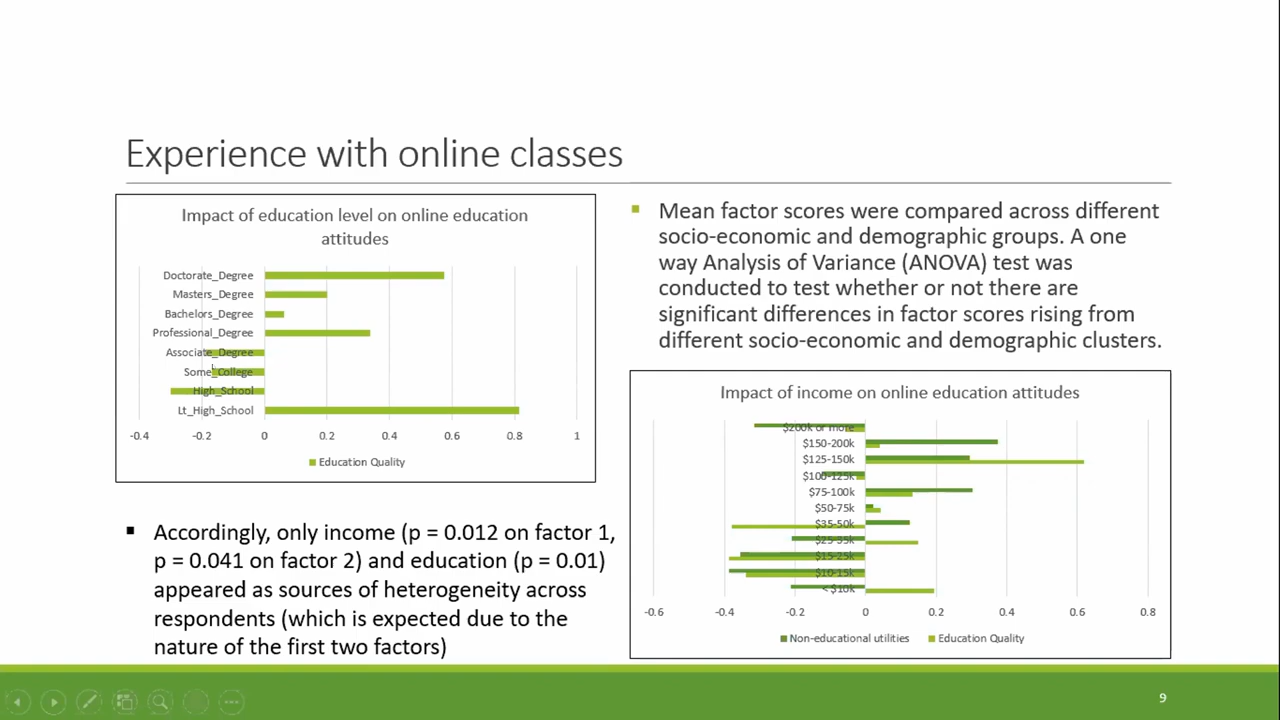 Experience with online classes
Impact of education level on online education
attitudes
Doctorate_Degree
Masters_Degree
Bachelors_Degree
Professional_Degree
Associate_Degree
Some_College
High_School
Lt_High_School
-0.4 -0.2 0 0.2 0.4 0.6 0.8 1
Education Quality
Accordingly, only income (p = 0.012 on factor 1,
p = 0.041 on factor 2) and education (p = 0.01)
appeared as sources of heterogeneity across
respondents (which is expected due to the
nature of the first two factors)
Mean factor scores were compared across different
socio-economic and demographic groups. A one
way Analysis of Variance (ANOVA) test was
conducted to test whether or not there are
significant differences in factor scores rising from
different socio-economic and demographic clusters.
Impact of income on online education attitudes
$200k or more
$150-200k
$125-150k
$100-125k
$75-100k
$50-75k
$35-50k
$25-35k
$15-25k
$10-15k
< $10k
-0.6 -0.4 -0.2 0 0.2 0.4 0.6 0.8
Non-educational utilities Education Quality
9